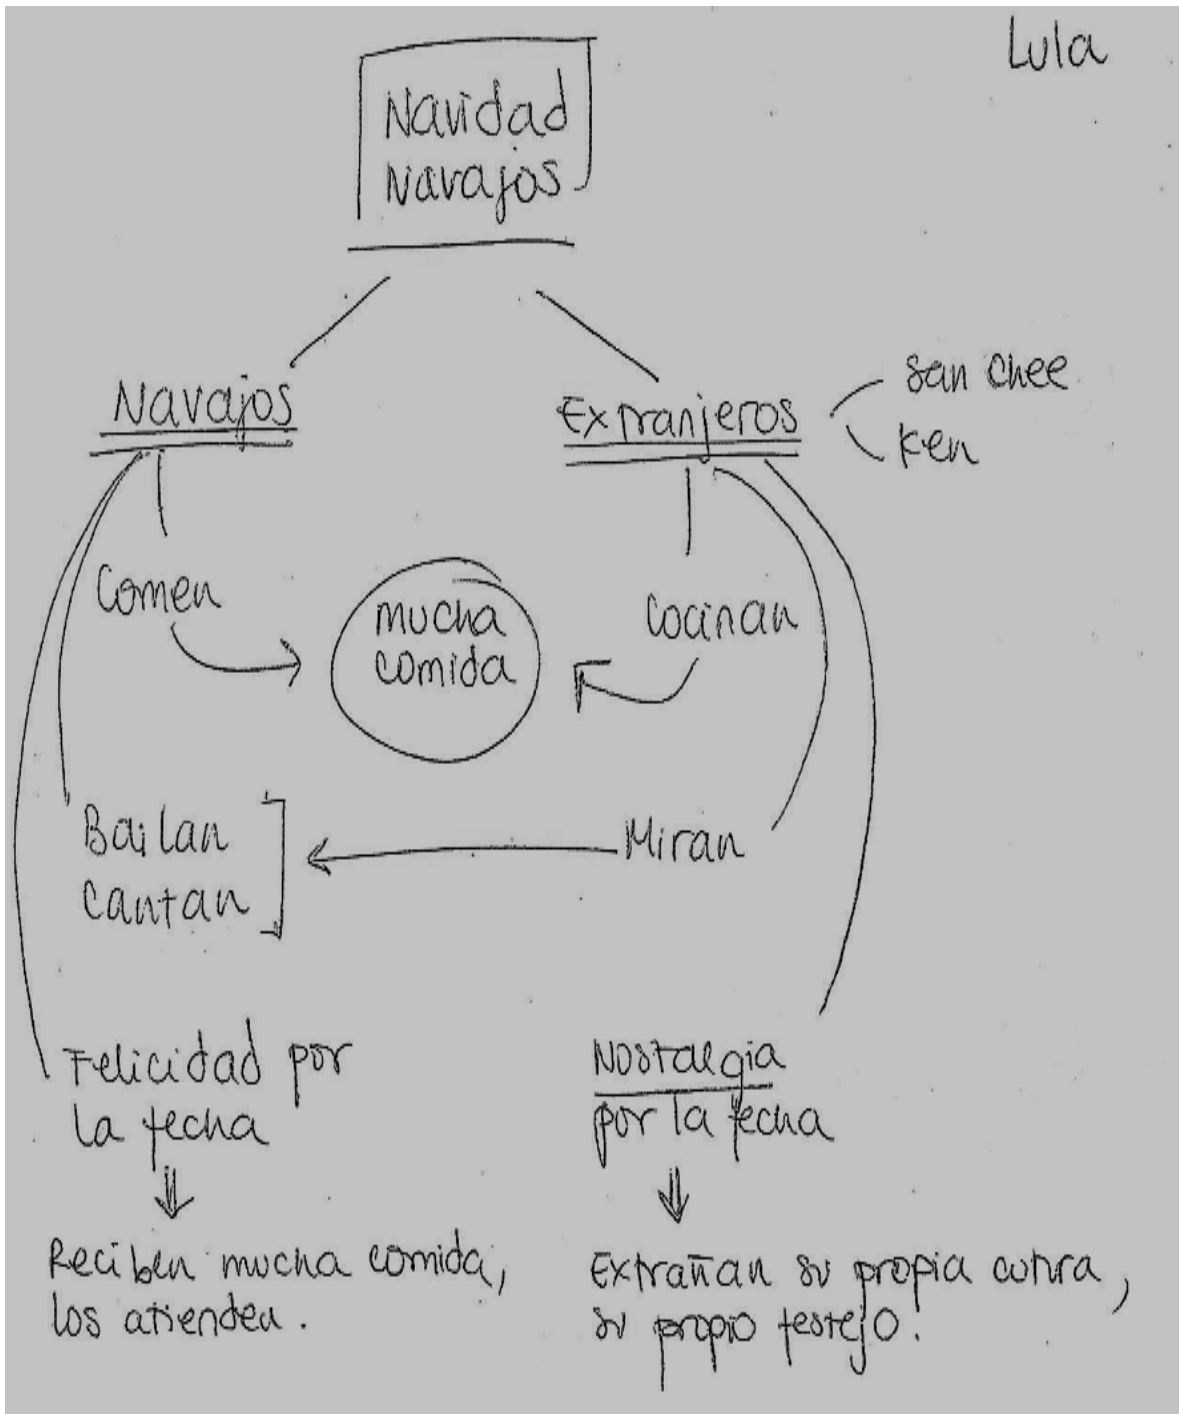 Lula
Navidad
Navajos
Navajos
Extranjeros
san chee
Ken
Comen
mucha
comida
Cocinan
Bailan
Cantan
Miran
Felicidad por
la fecha
Nostalgia
por la fecha
Reciben mucha comida,
los atienden.
Extrañan su propia cutura,
su propio festejo.